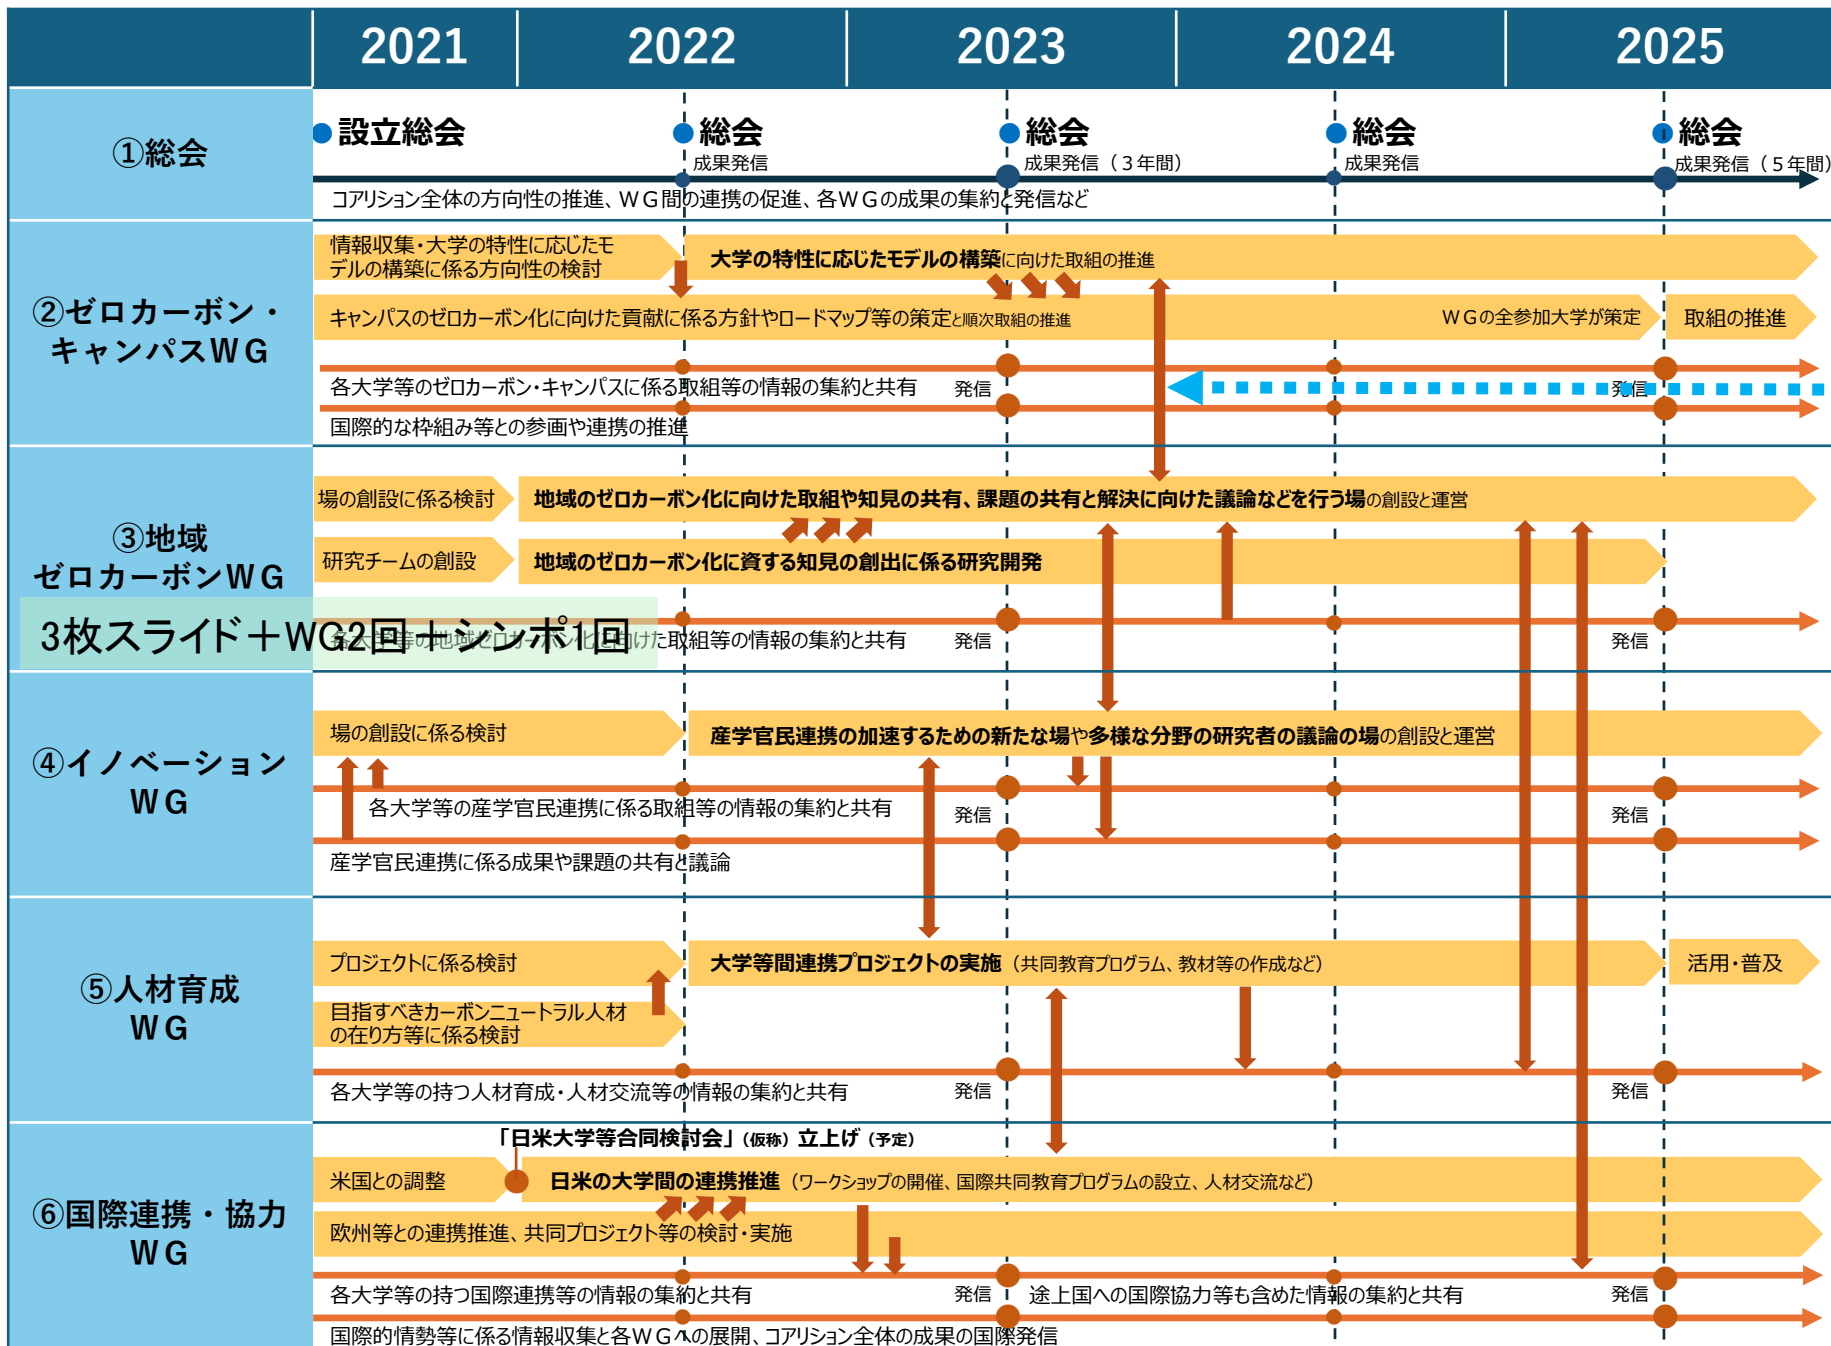 2021 2022 2023 2024 2025
①総会
設立総会 総会 総会 総会 総会
成果発信 成果発信（３年間） 成果発信 成果発信（５年間）
コアリション全体の方向性の推進、ＷＧ間の連携の促進、各ＷＧの成果の集約と発信など
②ゼロカーボン・
キャンパスＷＧ
情報収集・大学の特性に応じたモ
デルの構築に係る方向性の検討
大学の特性に応じたモデルの構築に向けた取組の推進
キャンパスのゼロカーボン化に向けた貢献に係る方針やロードマップ等の策定と順次取組の推進
ＷＧの全参加大学が策定
取組の推進
各大学等のゼロカーボン・キャンパスに係る取組等の情報の集約と共有 発信 発信
国際的な枠組み等との参画や連携の推進
③地域
ゼロカーボンＷＧ
場の創設に係る検討
地域のゼロカーボン化に向けた取組や知見の共有、課題の共有と解決に向けた議論などを行う場の創設と運営
研究チームの創設
地域のゼロカーボン化に資する知見の創出に係る研究開発
3枚スライド＋WG2回＋シンポ1回
各大学等の地域ゼロカーボン化に向けた取組等の情報の集約と共有 発信 発信
④イノベーション
ＷＧ
場の創設に係る検討
産学官民連携の加速するための新たな場や多様な分野の研究者の議論の場の創設と運営
各大学等の産学官民連携に係る取組等の情報の集約と共有 発信 発信
産学官民連携に係る成果や課題の共有と議論
⑤人材育成
ＷＧ
プロジェクトに係る検討
大学等間連携プロジェクトの実施（共同教育プログラム、教材等の作成など）
活用・普及
目指すべきカーボンニュートラル人材
の在り方等に係る検討
各大学等の持つ人材育成・人材交流等の情報の集約と共有 発信 発信
⑥国際連携・協力
ＷＧ
「日米大学等合同検討会」（仮称）立上げ（予定）
米国との調整
日米の大学間の連携推進（ワークショップの開催、国際共同教育プログラムの設立、人材交流など）
欧州等との連携推進、共同プロジェクト等の検討・実施
各大学等の持つ国際連携等の情報の集約と共有 発信 途上国への国際協力等も含めた情報の集約と共有 発信
国際的情勢等に係る情報収集と各ＷＧへの展開、コアリション全体の成果の国際発信